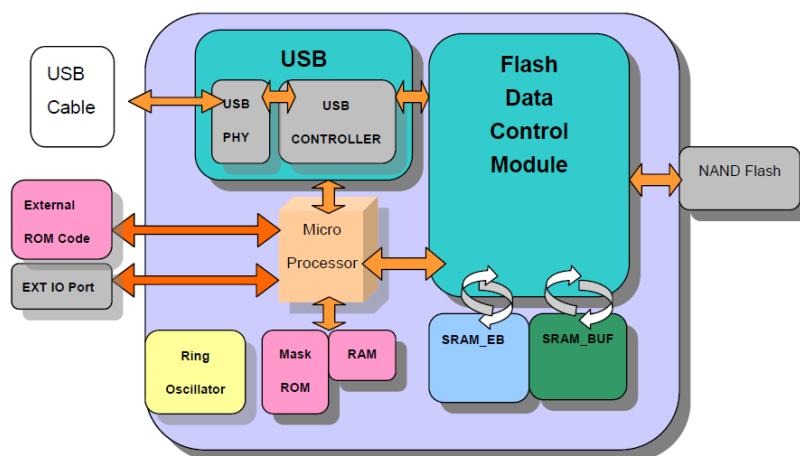 USB
Cable
USB
USB
PHY
USB
CONTROLLER
Flash
Data
Control
Module
NAND Flash
External
ROM Code
EXT IO Port
Micro
Processor
Ring
Oscillator
Mask
ROM
RAM
SRAM_EB
SRAM_BUF